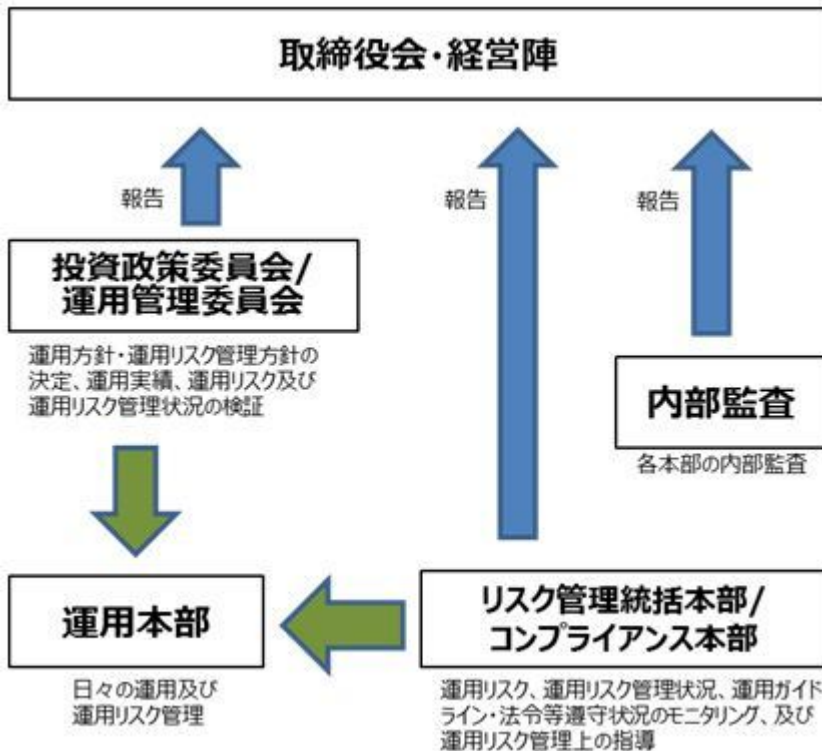 取締役会・経営陣
報告
報告
報告
投資政策委員会/
運用管理委員会
運用方針・運用リスク管理方針の
決定、運用実績、運用リスク及び
運用リスク管理状況の検証
内部監査
各本部の内部監査
運用本部
日々の運用及び
運用リスク管理
リスク管理統括本部/
コンプライアンス本部
運用リスク、運用リスク管理状況、運用ガイド
ライン・法令等遵守状況のモニタリング、及び
運用リスク管理上の指導